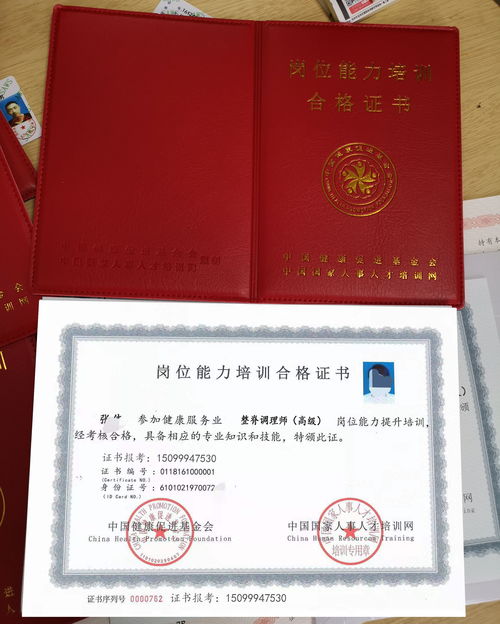 岗位能力培训
合格证书
中国健康促进基金会
中国国家人事人才培训网
岗位能力培训合格证书
参加健康服务业 整脊调理师（高级） 岗位能力提升培训，
经考核合格，具备相应的专业知识和技能，特颁此证。
证书报考：15099947530
证书编号：0118161000001
(Certificate NO.)
身份证号：6101021970072
(ID Card NO.)
中国健康促进基金会
China Health Promotion Foundation
中国国家人事人才培训网
China Human Resources Training
培训专用章
证书序列号 0000762 证书报考：15099947530